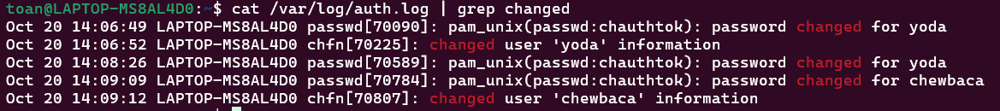 toan@LAPTOP-MS8AL4D0:~$ cat /var/log/auth.log | grep changed
Oct 20 14:06:49 LAPTOP-MS8AL4D0 passwd[70090]: pam_unix(passwd:chauthtok): password changed for yoda
Oct 20 14:06:52 LAPTOP-MS8AL4D0 chfn[70225]: changed user 'yoda' information
Oct 20 14:08:26 LAPTOP-MS8AL4D0 passwd[70589]: pam_unix(passwd:chauthtok): password changed for yoda
Oct 20 14:09:09 LAPTOP-MS8AL4D0 passwd[70784]: pam_unix(passwd:chauthtok): password changed for chewbaca
Oct 20 14:09:12 LAPTOP-MS8AL4D0 chfn[70807]: changed user 'chewbaca' information